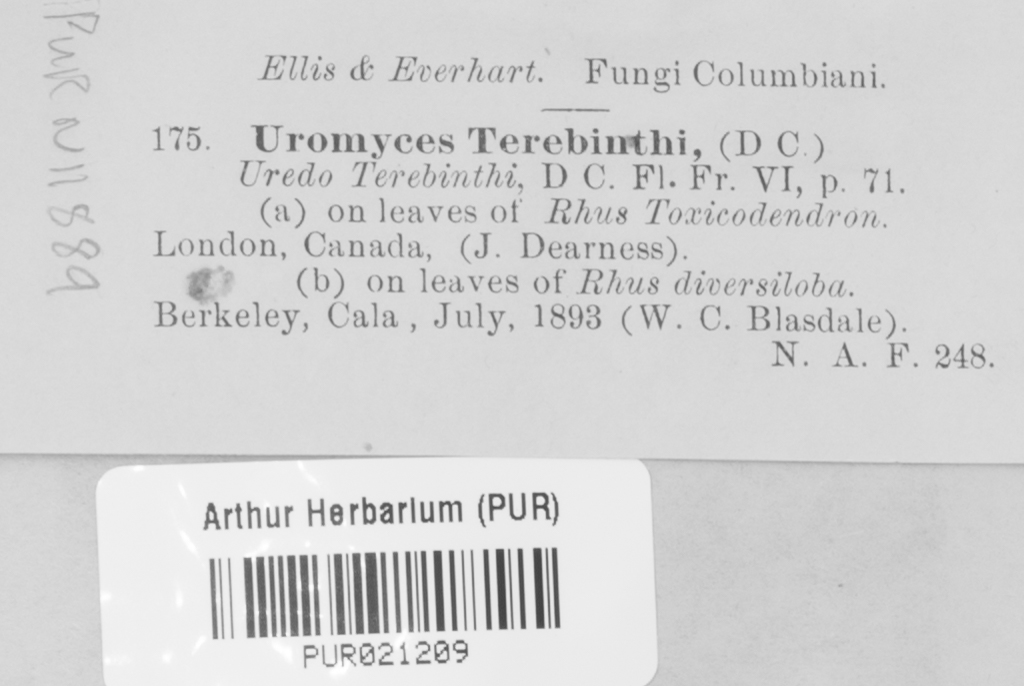 Ellis & Everhart. Fungi Columbiani.
175. Uromyces Terebinthi, (D C.)
Uredo Terebinthi, D C. Fl. Fr. VI, p. 71.
(a) on leaves of Rhus Toxicodendron.
London, Canada, (J. Dearness).
(b) on leaves of Rhus diversiloba.
Berkeley, Cala , July, 1893 (W. C. Blasdale).
N. A. F. 248.
Arthur Herbarium (PUR)
PUR021209
PUR